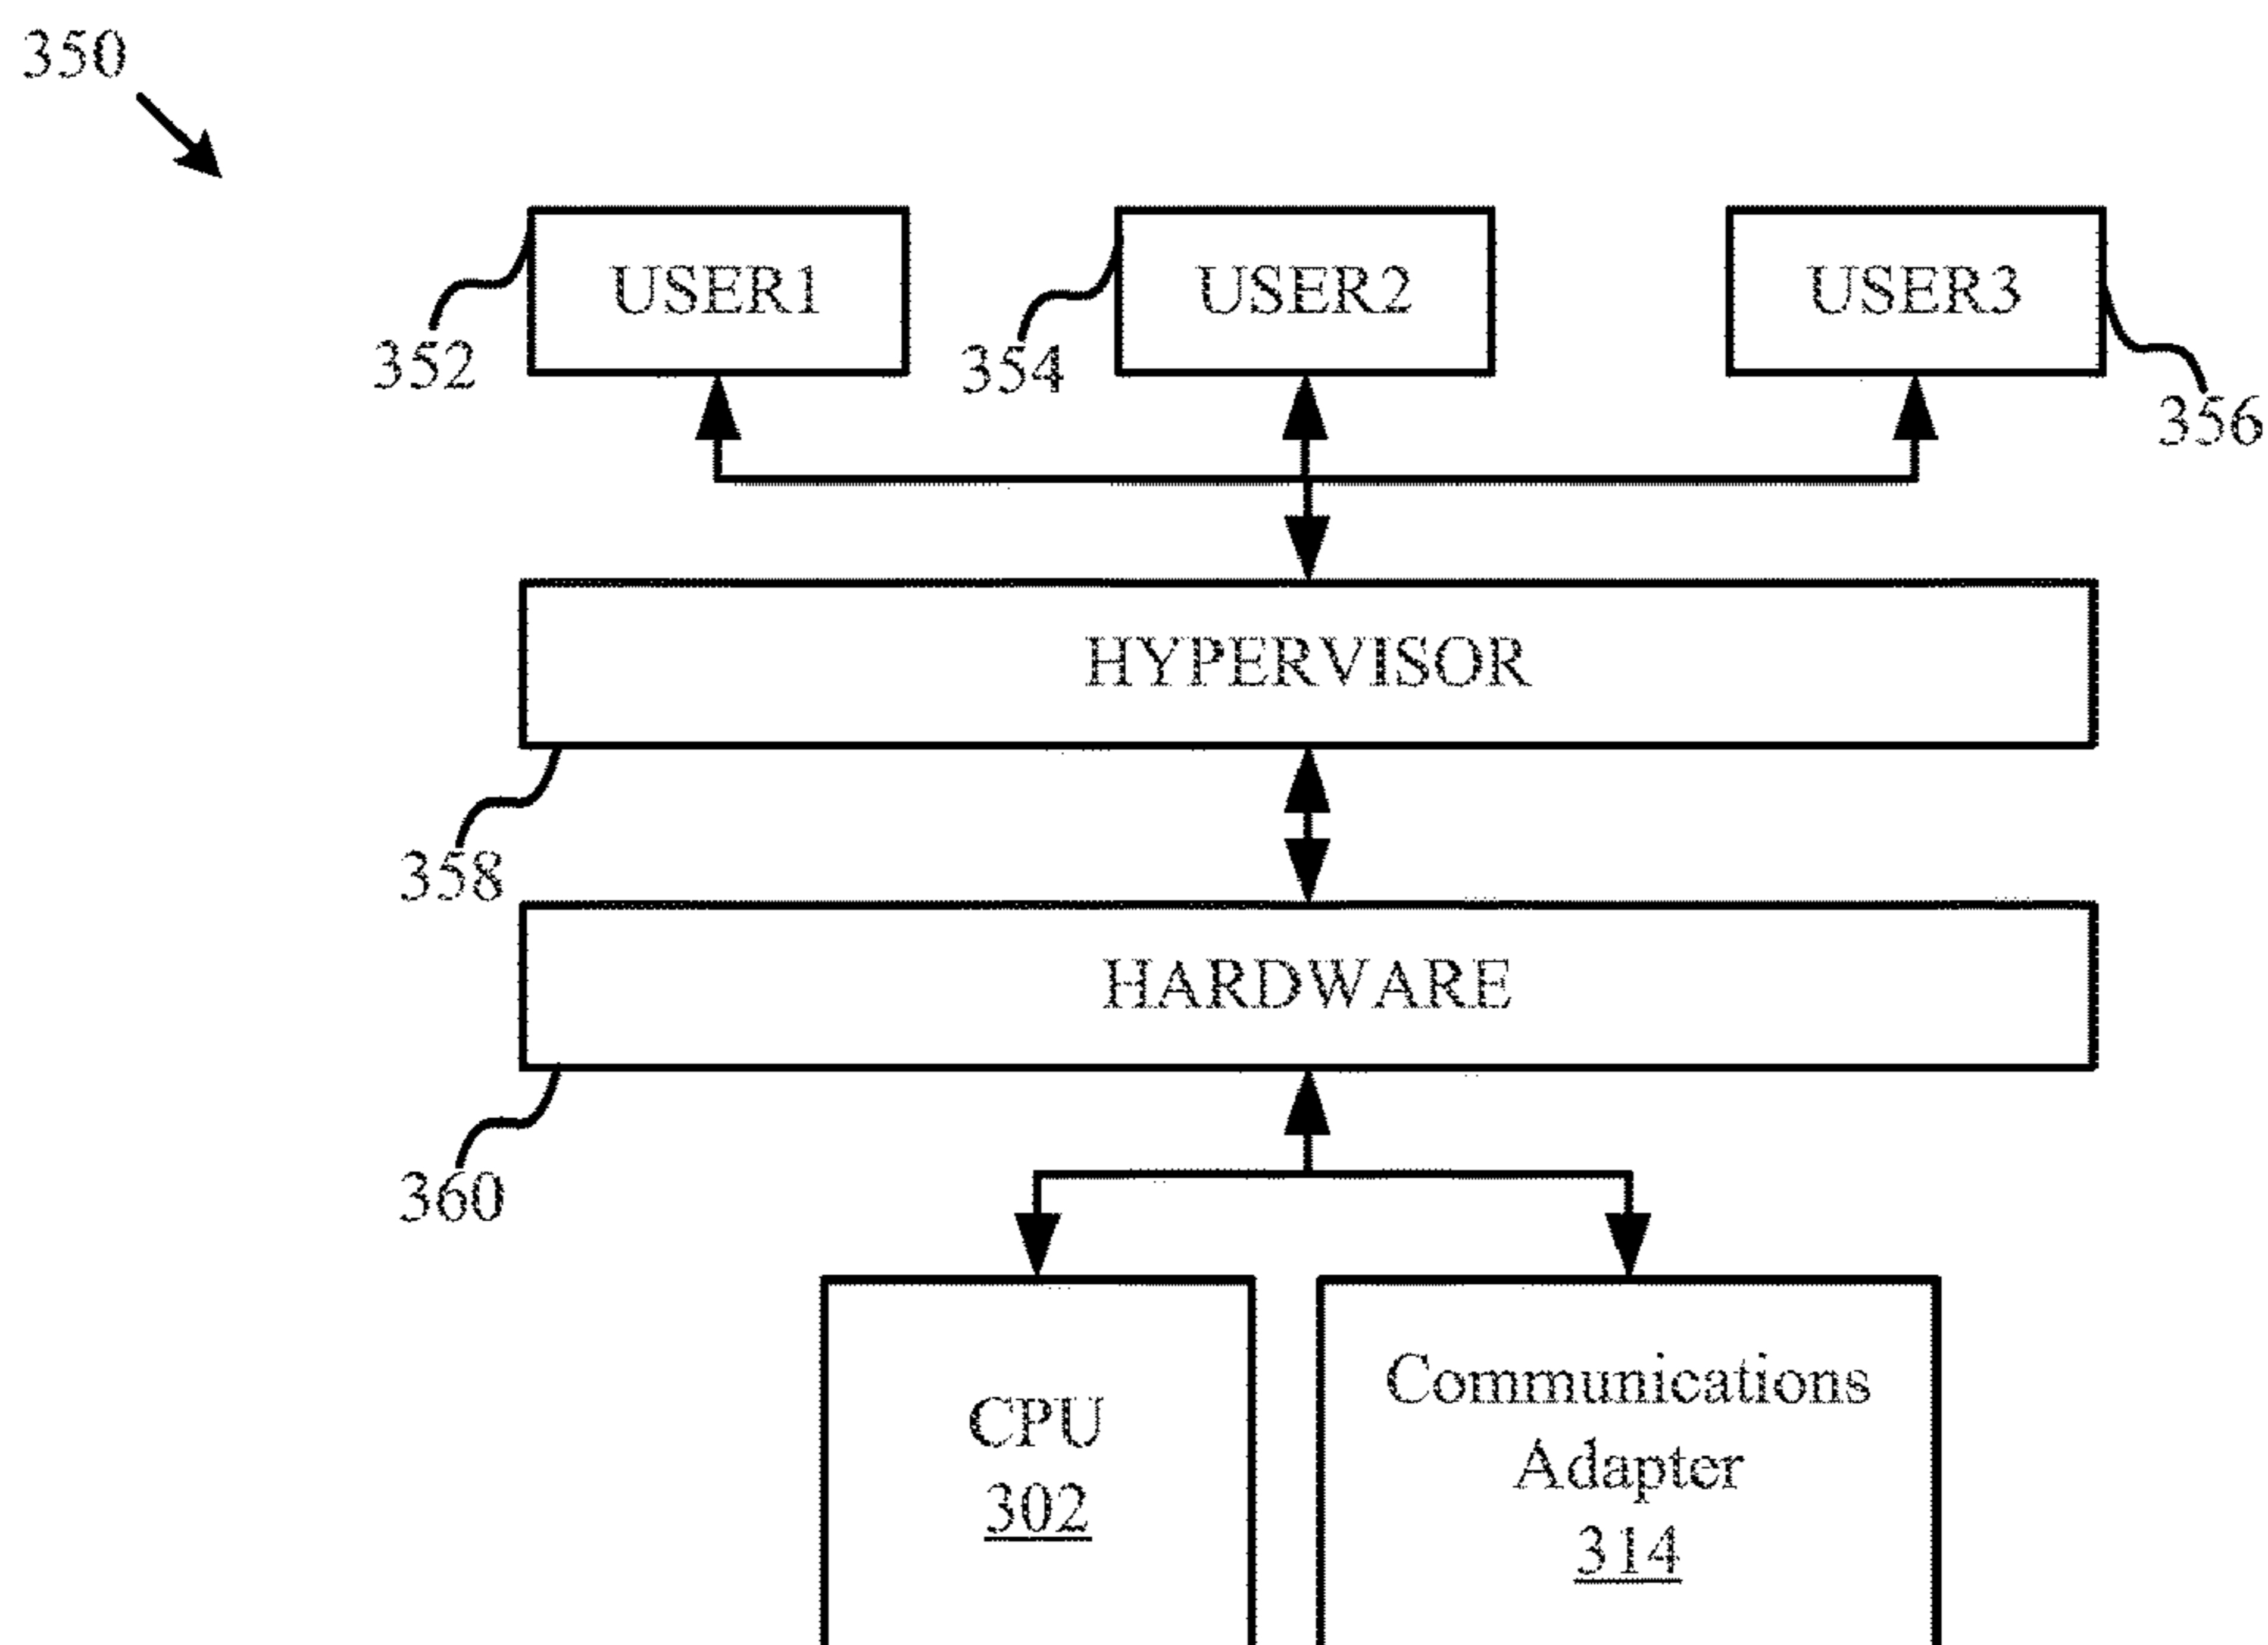 350
USER1
USER2
USER3
352
354
356
HYPERVISOR
358
HARDWARE
360
CPU
302
Communications
Adapter
314